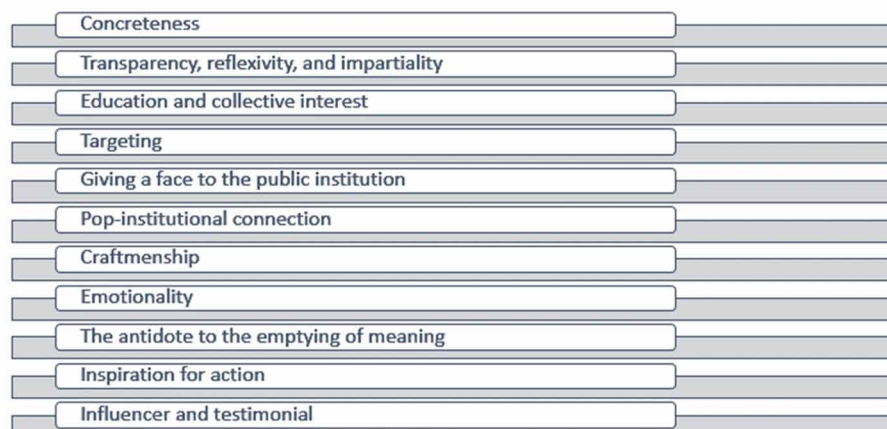 Concreteness
Transparency, reflexivity, and impartiality
Education and collective interest
Targeting
Giving a face to the public institution
Pop-institutional connection
Craftmenship
Emotionality
The antidote to the emptying of meaning
Inspiration for action
Influencer and testimonial